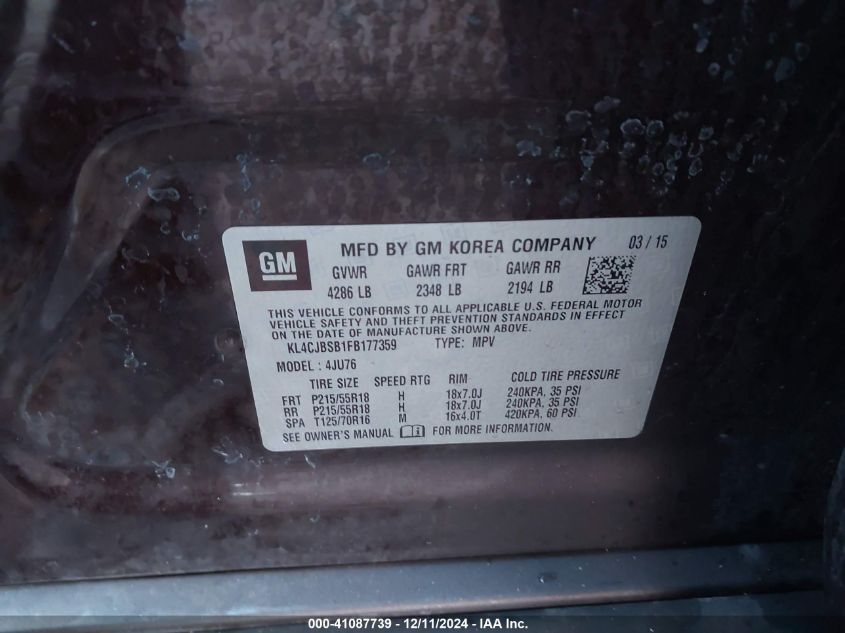 GM
MFD BY GM KOREA COMPANY 03 / 15
GVWR GAWR FRT GAWR RR
4286 LB 2348 LB 2194 LB
THIS VEHICLE CONFORMS TO ALL APPLICABLE U.S. FEDERAL MOTOR
VEHICLE SAFETY AND THEFT PREVENTION STANDARDS IN EFFECT
ON THE DATE OF MANUFACTURE SHOWN ABOVE.
KL4CJBSB1FB177359 TYPE: MPV
MODEL : 4JU76
TIRE SIZE SPEED RTG RIM COLD TIRE PRESSURE
FRT P215/55R18 H 18x7.0J 240KPA, 35 PSI
RR P215/55R18 H 18x7.0J 240KPA, 35 PSI
SPA T125/70R16 M 16x4.0T 420KPA, 60 PSI
SEE OWNER'S MANUAL FOR MORE INFORMATION.
000-41087739 - 12/11/2024 - IAA Inc.